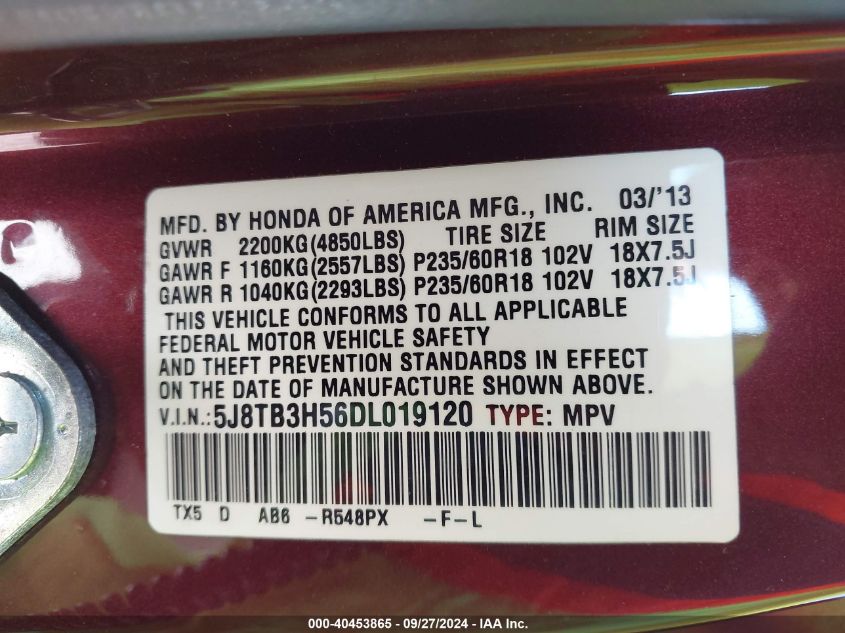 MFD. BY HONDA OF AMERICA MFG., INC. 03/'13
GVWR 2200KG(4850LBS) TIRE SIZE RIM SIZE
GAWR F 1160KG(2557LBS) P235/60R18 102V 18X7.5J
GAWR R 1040KG(2293LBS) P235/60R18 102V 18X7.5J
THIS VEHICLE CONFORMS TO ALL APPLICABLE
FEDERAL MOTOR VEHICLE SAFETY
AND THEFT PREVENTION STANDARDS IN EFFECT
ON THE DATE OF MANUFACTURE SHOWN ABOVE.
V.I.N.: 5J8TB3H56DL019120 TYPE: MPV
TX5 D AB6 -R548PX -F-L
000-40453865 - 09/27/2024 - IAA Inc.